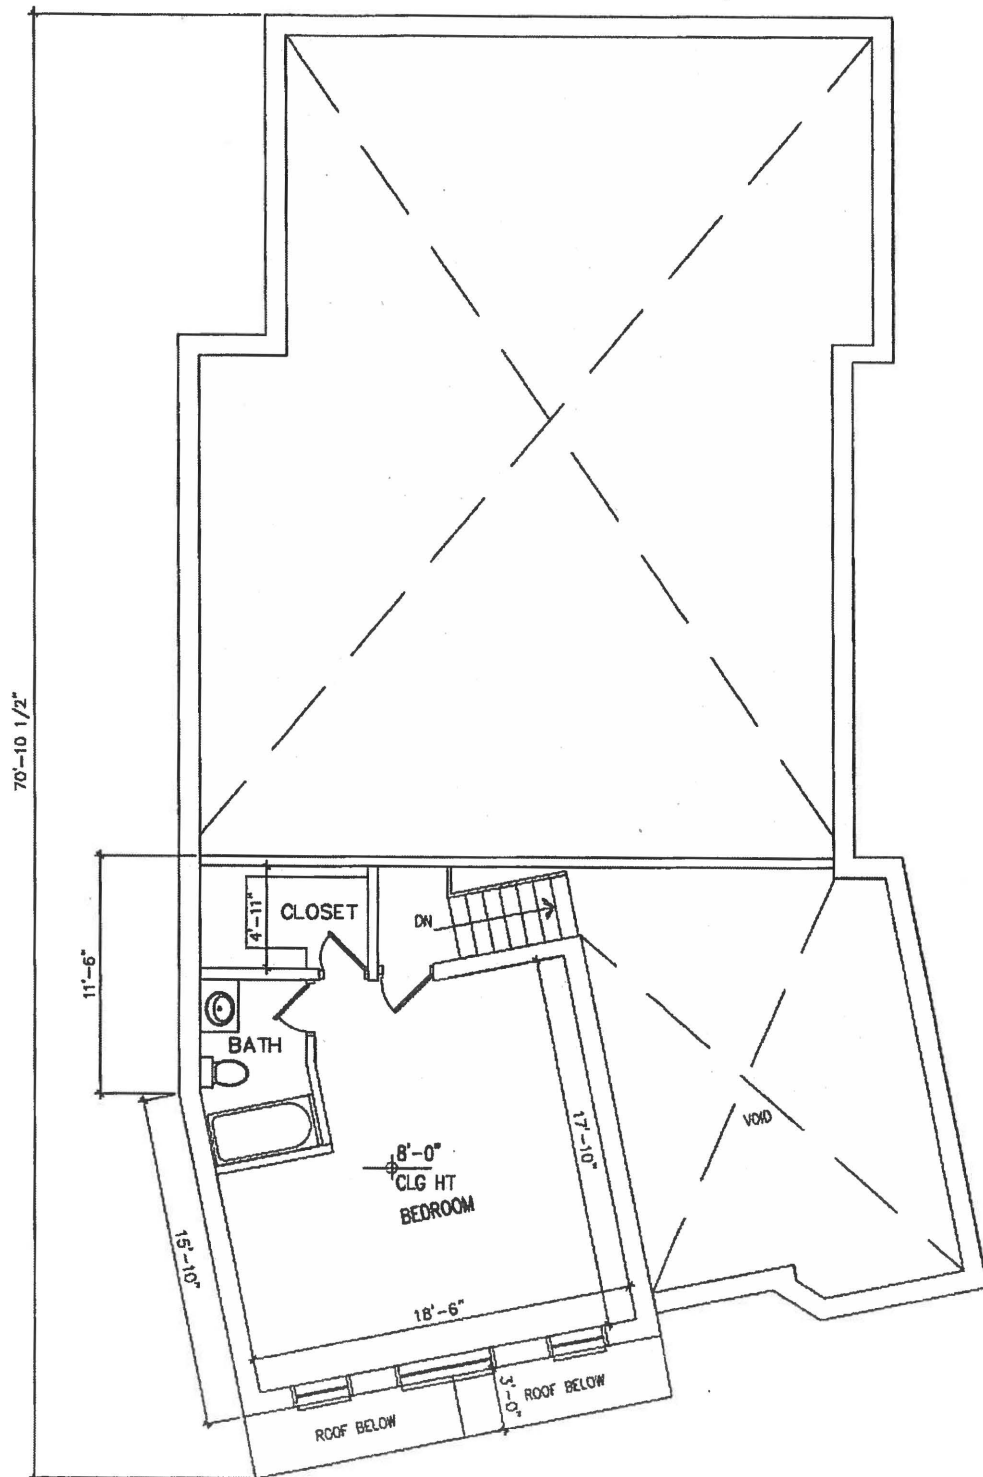 70'-10 1/2"
11'-6"
4'-11"
CLOSET
DN
BATH
17'-10"
VOID
8'-0"
CLG HT
BEDROOM
15'-10"
18'-6"
3'-0"
ROOF BELOW
ROOF BELOW